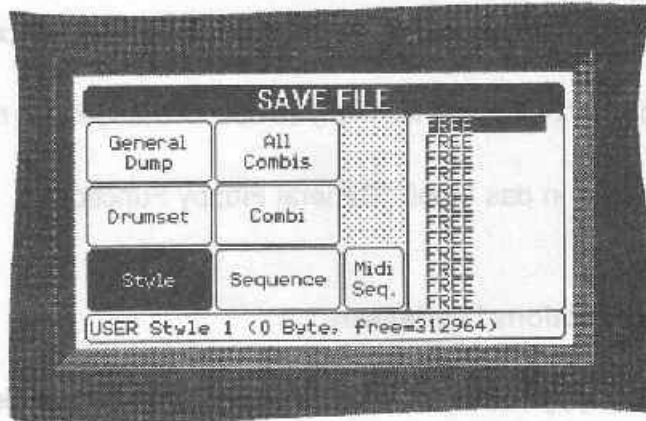 SAVE FILE
General
Dump
All
Combis
Drumset
Combi
Style
Sequence
Midi
Seq.
FREE
FREE
FREE
FREE
FREE
FREE
FREE
FREE
FREE
FREE
FREE
FREE
USER Style 1 (0 Byte, free=312964)